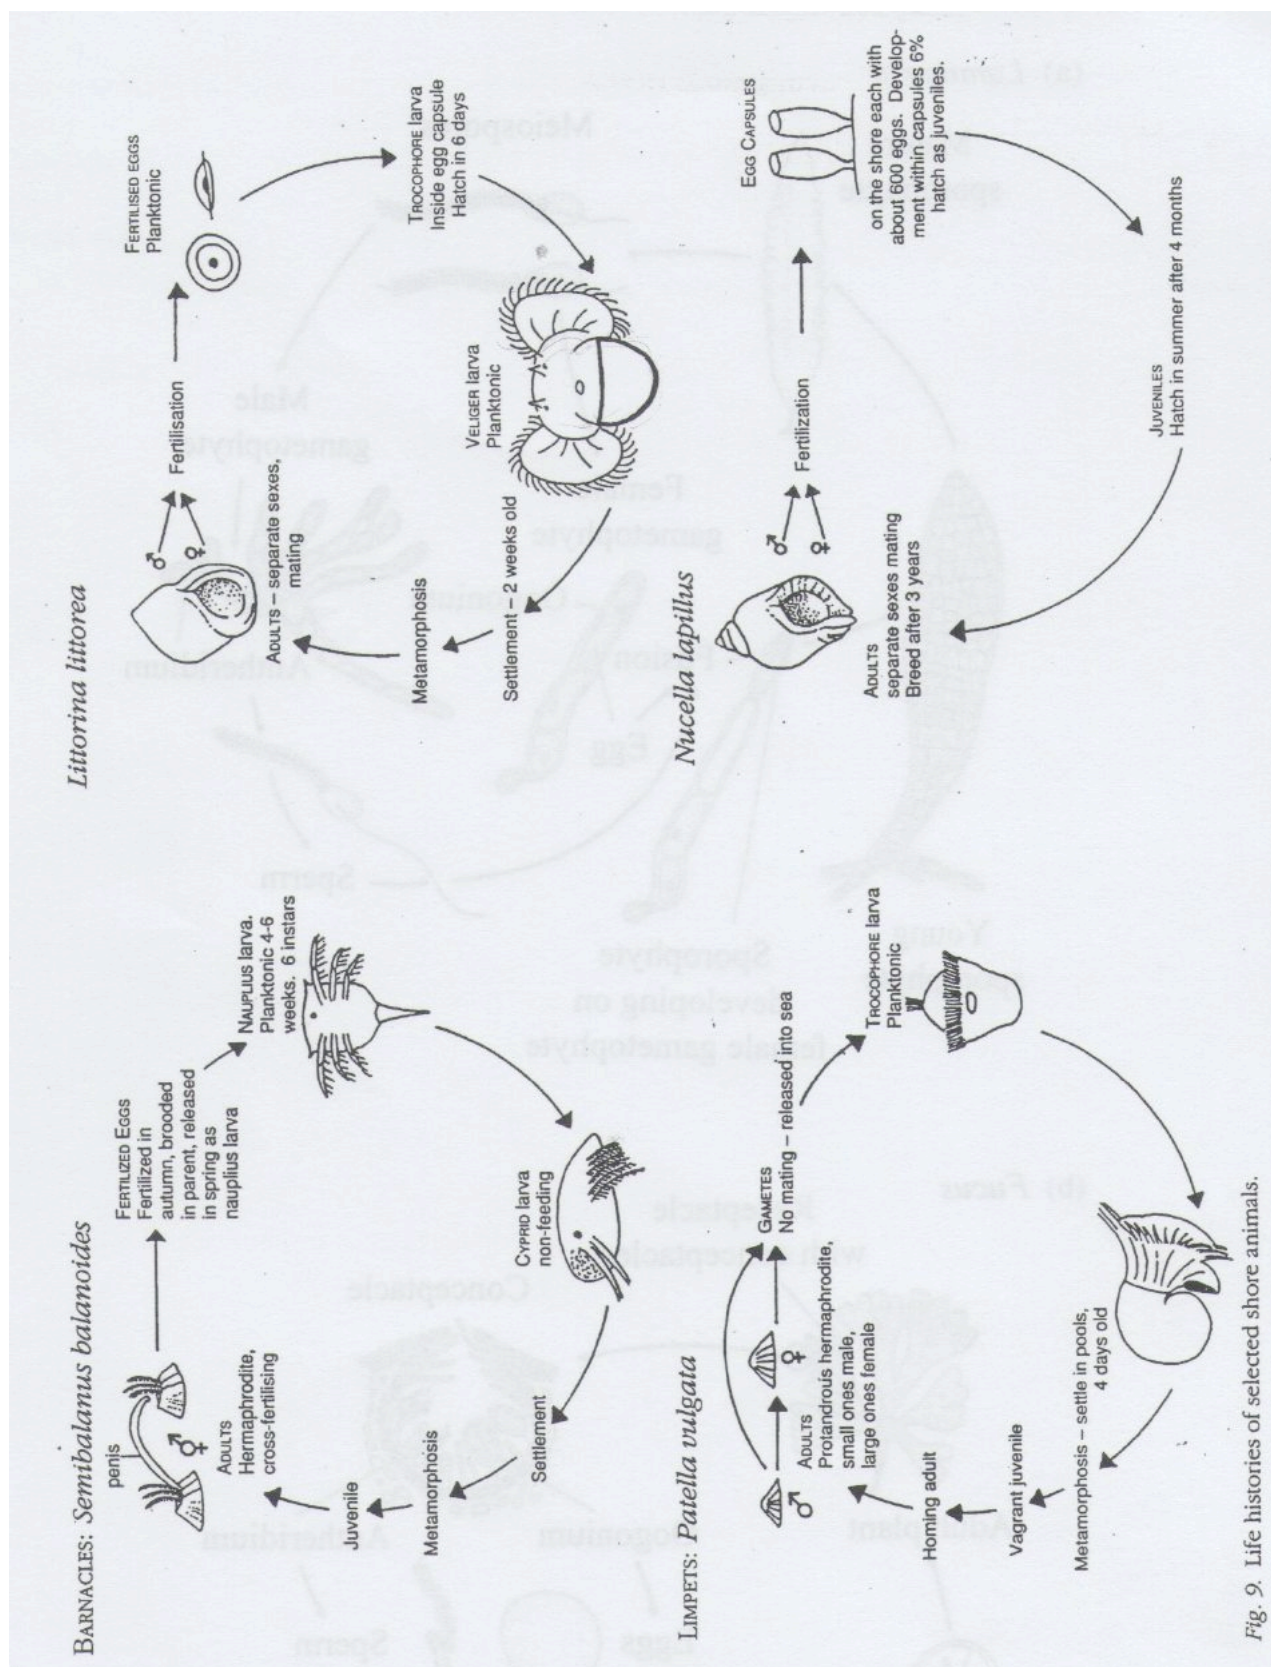 BARNACLES: Semibalanus balanoides
penis
♂
ADULTS
Hermaphrodite,
cross-fertilising
FERTILIZED EGGS
Fertilized in
autumn, brooded
in parent, released
in spring as
nauplius larva
NAUPLIUS larva.
Planktonic 4-6
weeks. 6 instars
CYPRID larva
non-feeding
Settlement
Metamorphosis
Juvenile
Littorina littorea
♂
♀
Fertilisation
FERTILISED EGGS
Planktonic
TROCOPHORE larva
Inside egg capsule
Hatch in 6 days
VELIGER larva
Planktonic
Settlement – 2 weeks old
Metamorphosis
ADULTS – separate sexes,
mating
LIMPETS: Patella vulgata
♂
♀
ADULTS
Protandrous hermaphrodite,
small ones male,
large ones female
GAMETES
No mating – released into sea
TROCOPHORE larva
Planktonic
Metamorphosis – settle in pools,
4 days old
Vagrant juvenile
Homing adult
Nucella lapillus
♂
♀
Fertilization
EGG CAPSULES
on the shore each with
about 600 eggs. Develop-
ment within capsules 6%
hatch as juveniles.
JUVENILES
Hatch in summer after 4 months
ADULTS
separate sexes mating
Breed after 3 years
Fig. 9. Life histories of selected shore animals.